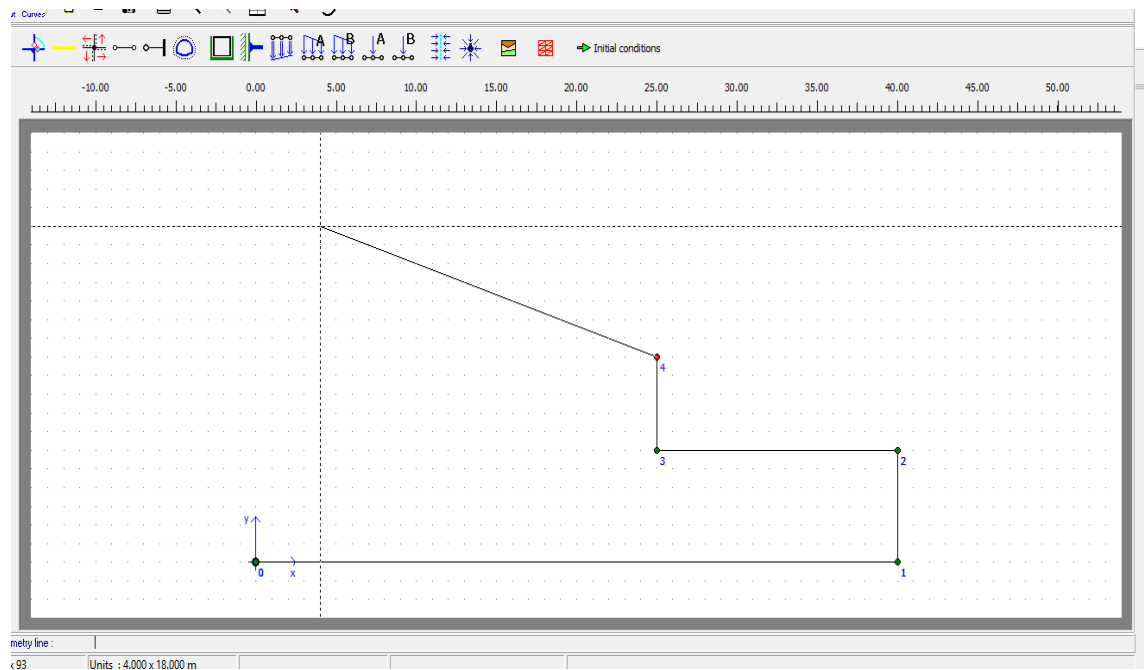 Curves
A B A B Initial conditions
-10.00 -5.00 0.00 5.00 10.00 15.00 20.00 25.00 30.00 35.00 40.00 45.00 50.00
4
3 2
y
0 x 1
metry line :
x 93 Units : 4.000 x 18.000 m